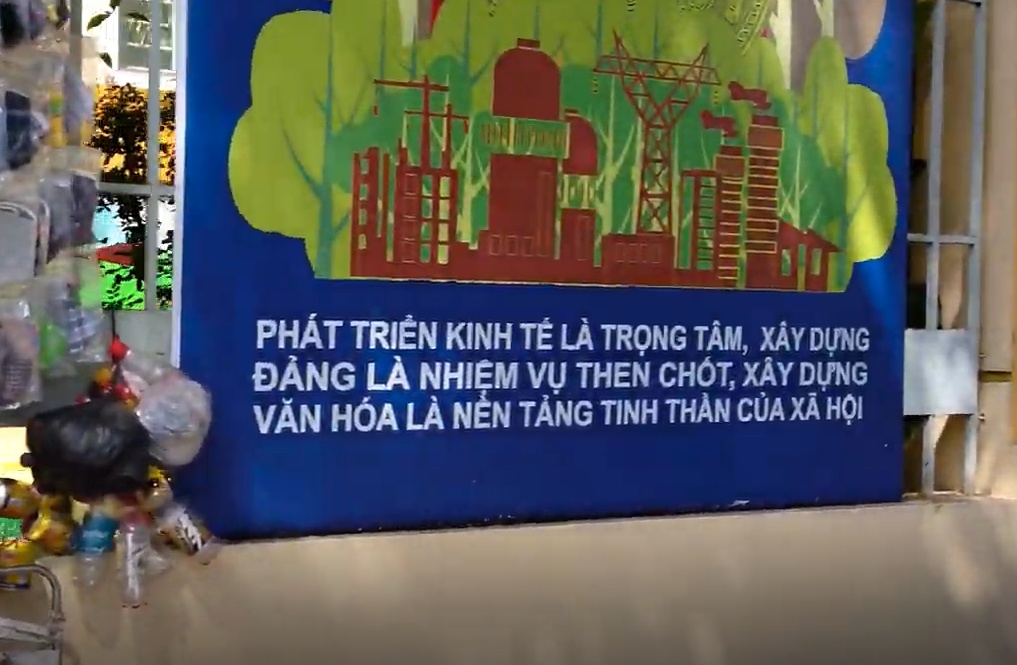 PHÁT TRIỂN KINH TẾ LÀ TRỌNG TÂM, XÂY DỰNG
ĐẢNG LÀ NHIỆM VỤ THEN CHỐT, XÂY DỰNG
VĂN HÓA LÀ NỀN TẢNG TINH THẦN CỦA XÃ HỘI